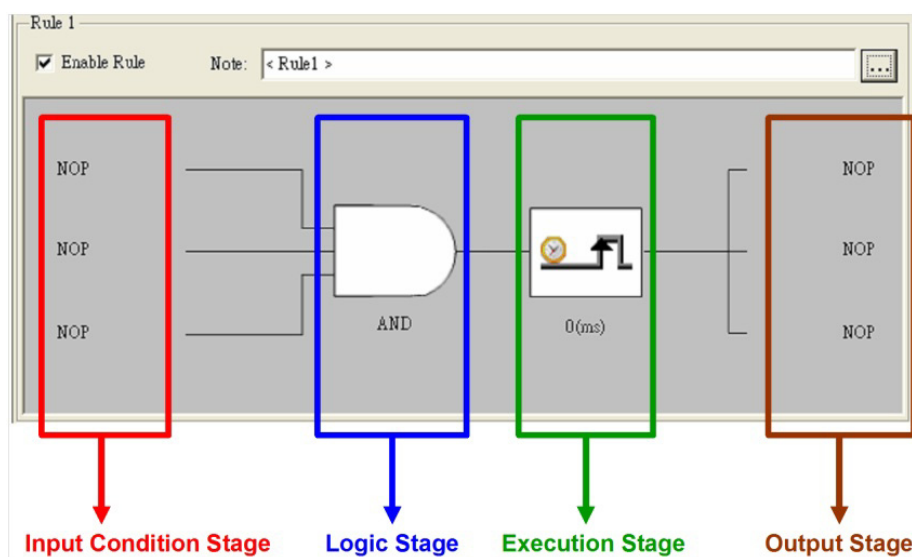 Rule 1
Enable Rule Note: < Rule1 > ...
NOP NOP
NOP NOP
AND 0(ms)
NOP NOP
Input Condition Stage Logic Stage Execution Stage Output Stage